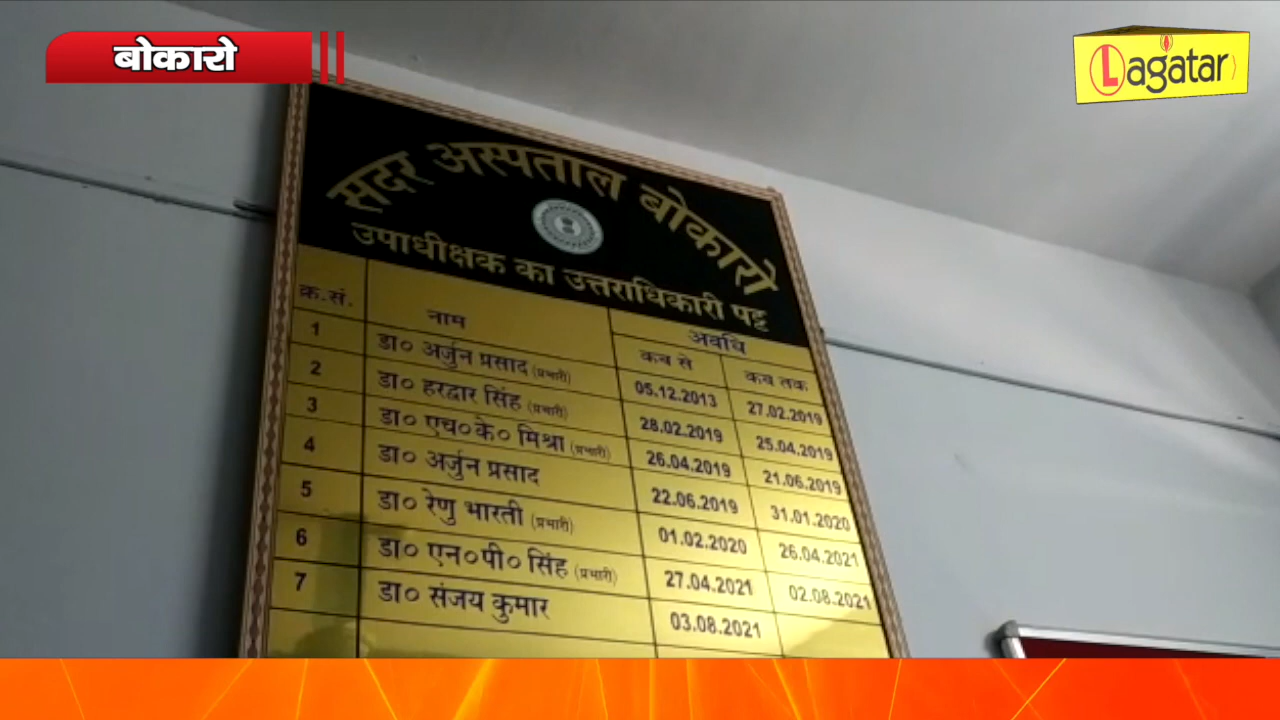 बोकारो
Lagatar
सदर अस्पताल बोकारो
उपाधीक्षक का उत्तराधिकारी पट्ट
क्र.सं. नाम अवधि
कब से कब तक
1 डा० अर्जुन प्रसाद (प्रभारी) 05.12.2013 27.02.2019
2 डा० हरद्वार सिंह (प्रभारी) 28.02.2019 25.04.2019
3 डा० एच०के० मिश्रा (प्रभारी) 26.04.2019 21.06.2019
4 डा० अर्जुन प्रसाद 22.06.2019 31.01.2020
5 डा० रेणु भारती (प्रभारी) 01.02.2020 26.04.2021
6 डा० एन०पी० सिंह (प्रभारी) 27.04.2021 02.08.2021
7 डा० संजय कुमार 03.08.2021